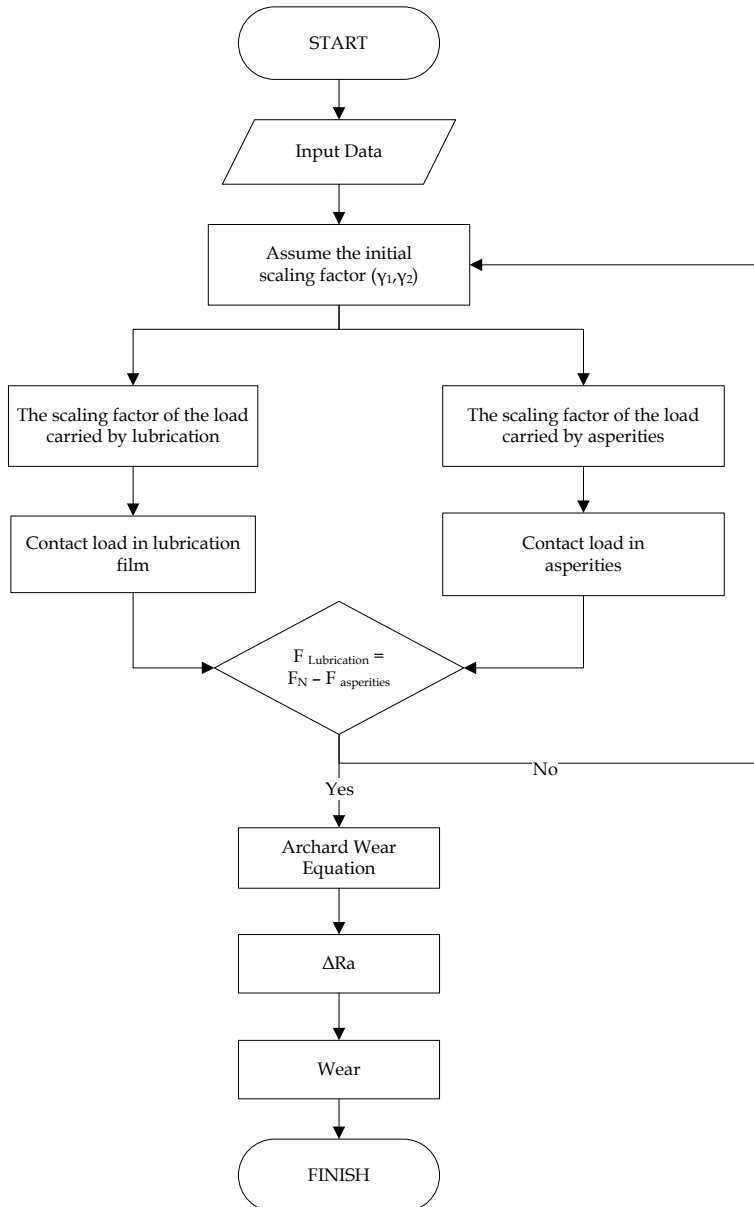 START
Input Data
Assume the initial
scaling factor (γ₁,γ₂)
The scaling factor of the load
carried by lubrication
The scaling factor of the load
carried by asperities
Contact load in lubrication
film
Contact load in
asperities
F Lubrication =
F_N – F asperities
No
Yes
Archard Wear
Equation
ΔRa
Wear
FINISH